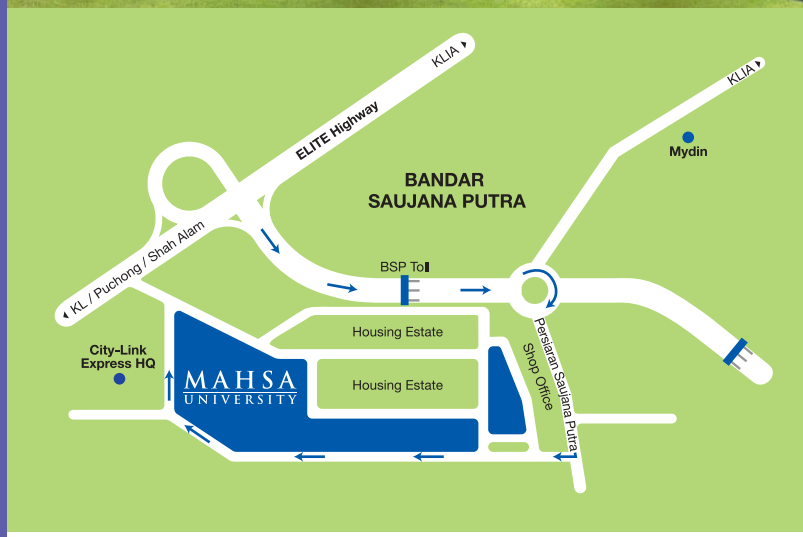 KLIA
KLIA
ELITE Highway
Mydin
BANDAR
SAUJANA PUTRA
KL / Puchong / Shah Alam
BSP Toll
Housing Estate
City-Link
Express HQ
MAHSA
UNIVERSITY
Housing Estate
Persiaran Saujana Putra
Shop Office